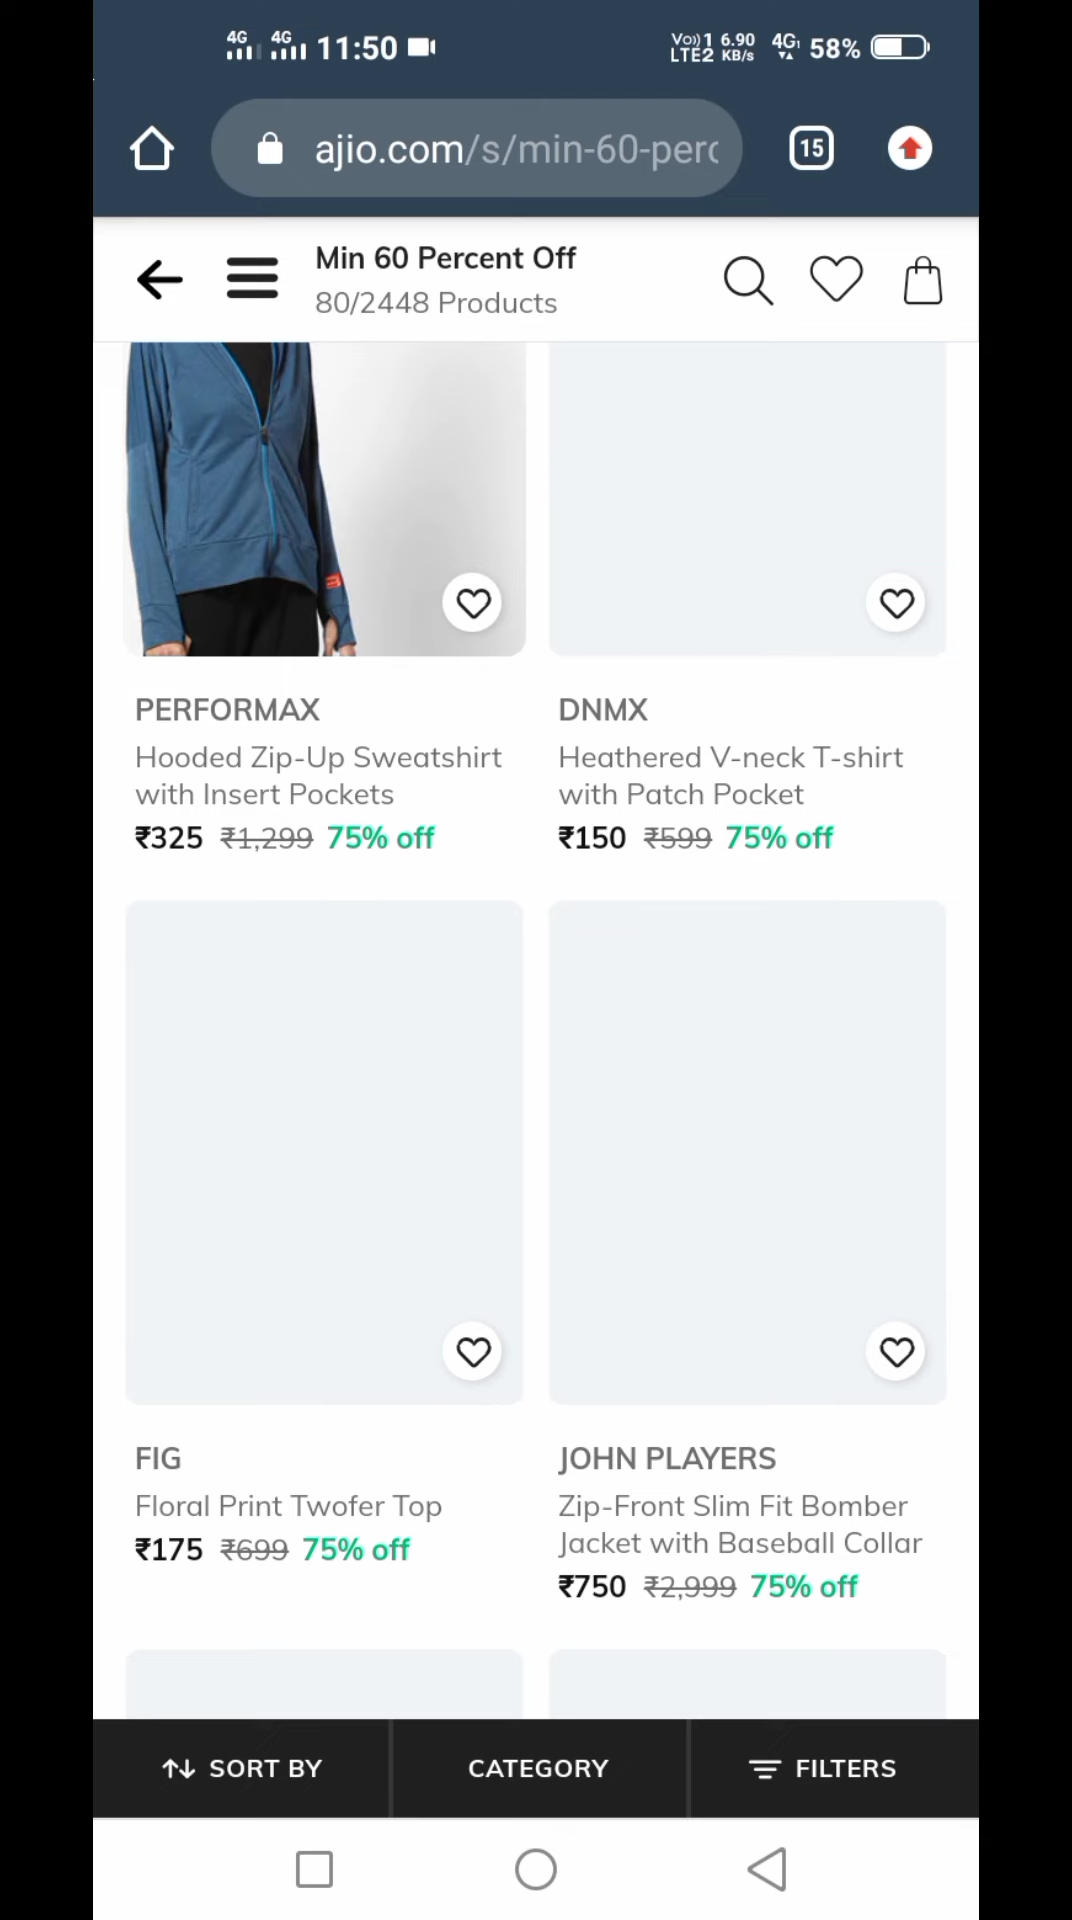 4G 4G 11:50 Vo))1 LTE2 6.90 KB/s 4G1 58%
ajio.com/s/min-60-perc 15
Min 60 Percent Off
80/2448 Products
PERFORMAX
Hooded Zip-Up Sweatshirt
with Insert Pockets
₹325 ₹1,299 75% off
DNMX
Heathered V-neck T-shirt
with Patch Pocket
₹150 ₹599 75% off
FIG
Floral Print Twofer Top
₹175 ₹699 75% off
JOHN PLAYERS
Zip-Front Slim Fit Bomber
Jacket with Baseball Collar
₹750 ₹2,999 75% off
SORT BY CATEGORY FILTERS